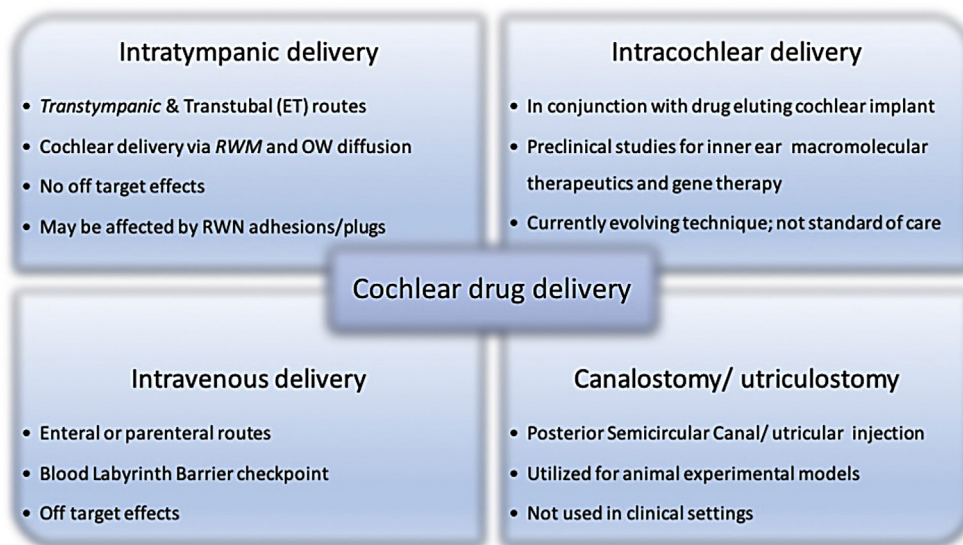 Intratympanic delivery
• Transtympanic & Transtubal (ET) routes
• Cochlear delivery via RWM and OW diffusion
• No off target effects
• May be affected by RWN adhesions/plugs
Intracochlear delivery
• In conjunction with drug eluting cochlear implant
• Preclinical studies for inner ear macromolecular
therapeutics and gene therapy
• Currently evolving technique; not standard of care
Cochlear drug delivery
Intravenous delivery
• Enteral or parenteral routes
• Blood Labyrinth Barrier checkpoint
• Off target effects
Canalostomy/ utriculostomy
• Posterior Semicircular Canal/ utricular injection
• Utilized for animal experimental models
• Not used in clinical settings